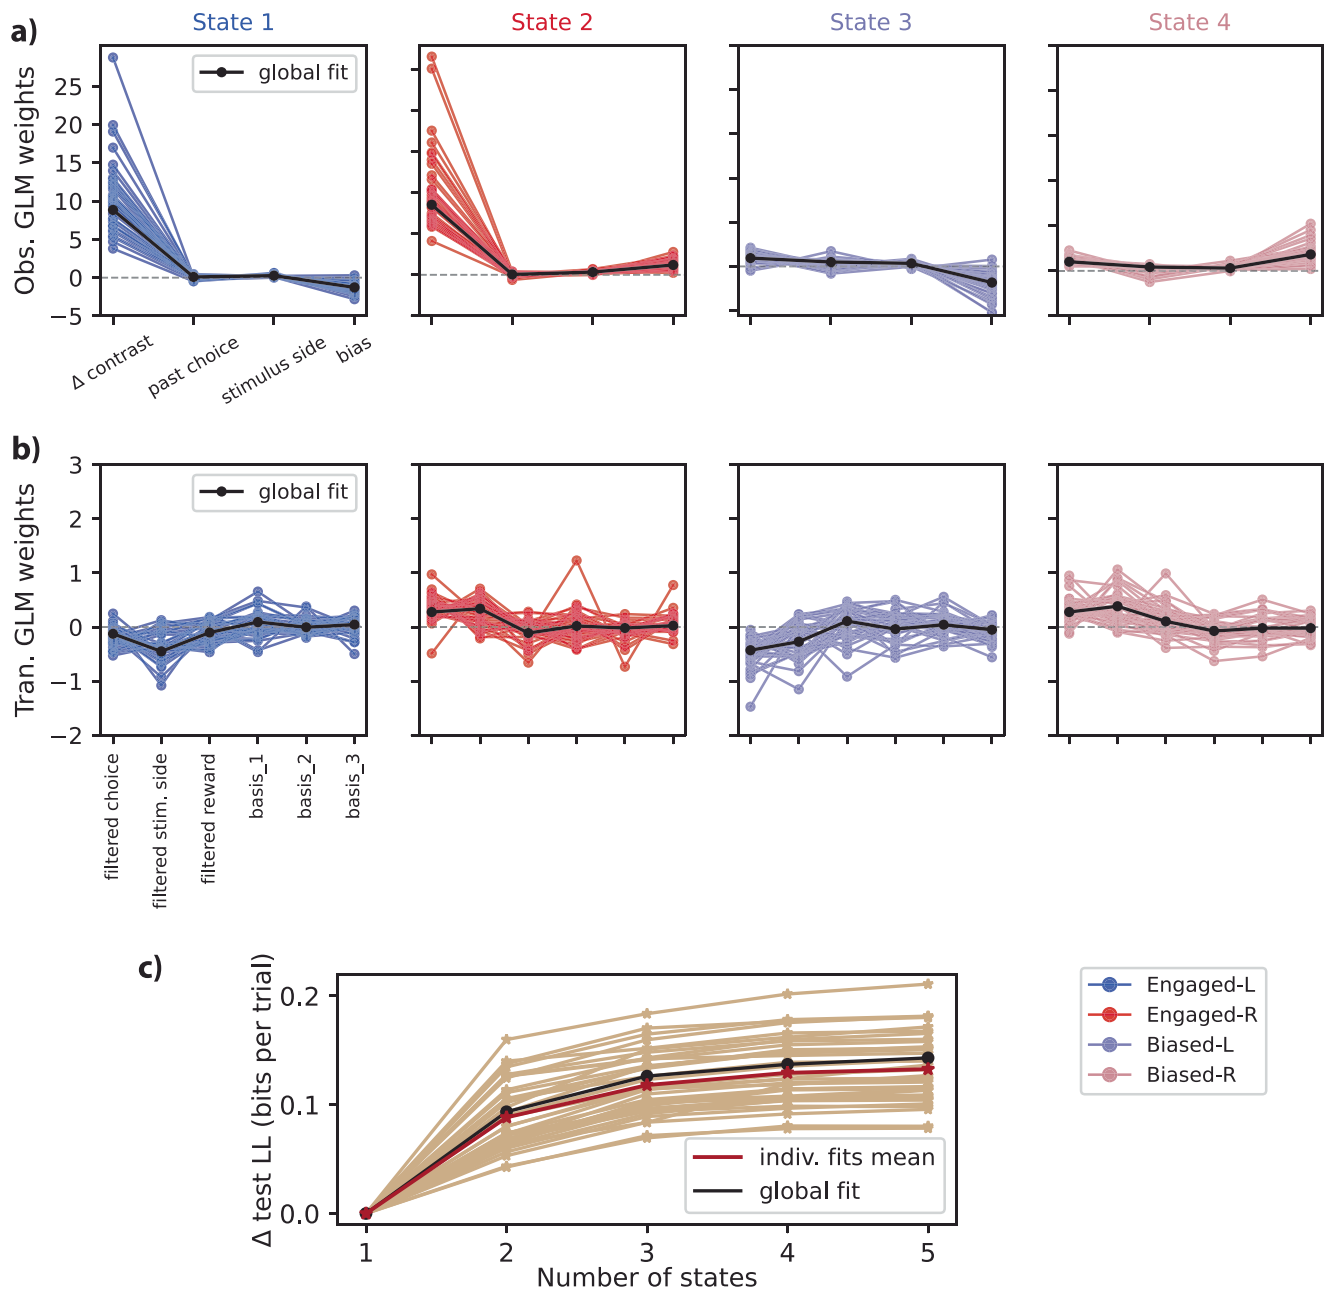 a)
State 1
State 2
State 3
State 4
Obs. GLM weights
25
20
15
10
5
0
−5
global fit
Δ contrast
past choice
stimulus side
bias
b)
Tran. GLM weights
3
2
1
0
−1
−2
global fit
filtered choice
filtered stim. side
filtered reward
basis_1
basis_2
basis_3
c)
Δ test LL (bits per trial)
0.2
0.1
0.0
indiv. fits mean
global fit
1
2
3
4
5
Number of states
Engaged-L
Engaged-R
Biased-L
Biased-R